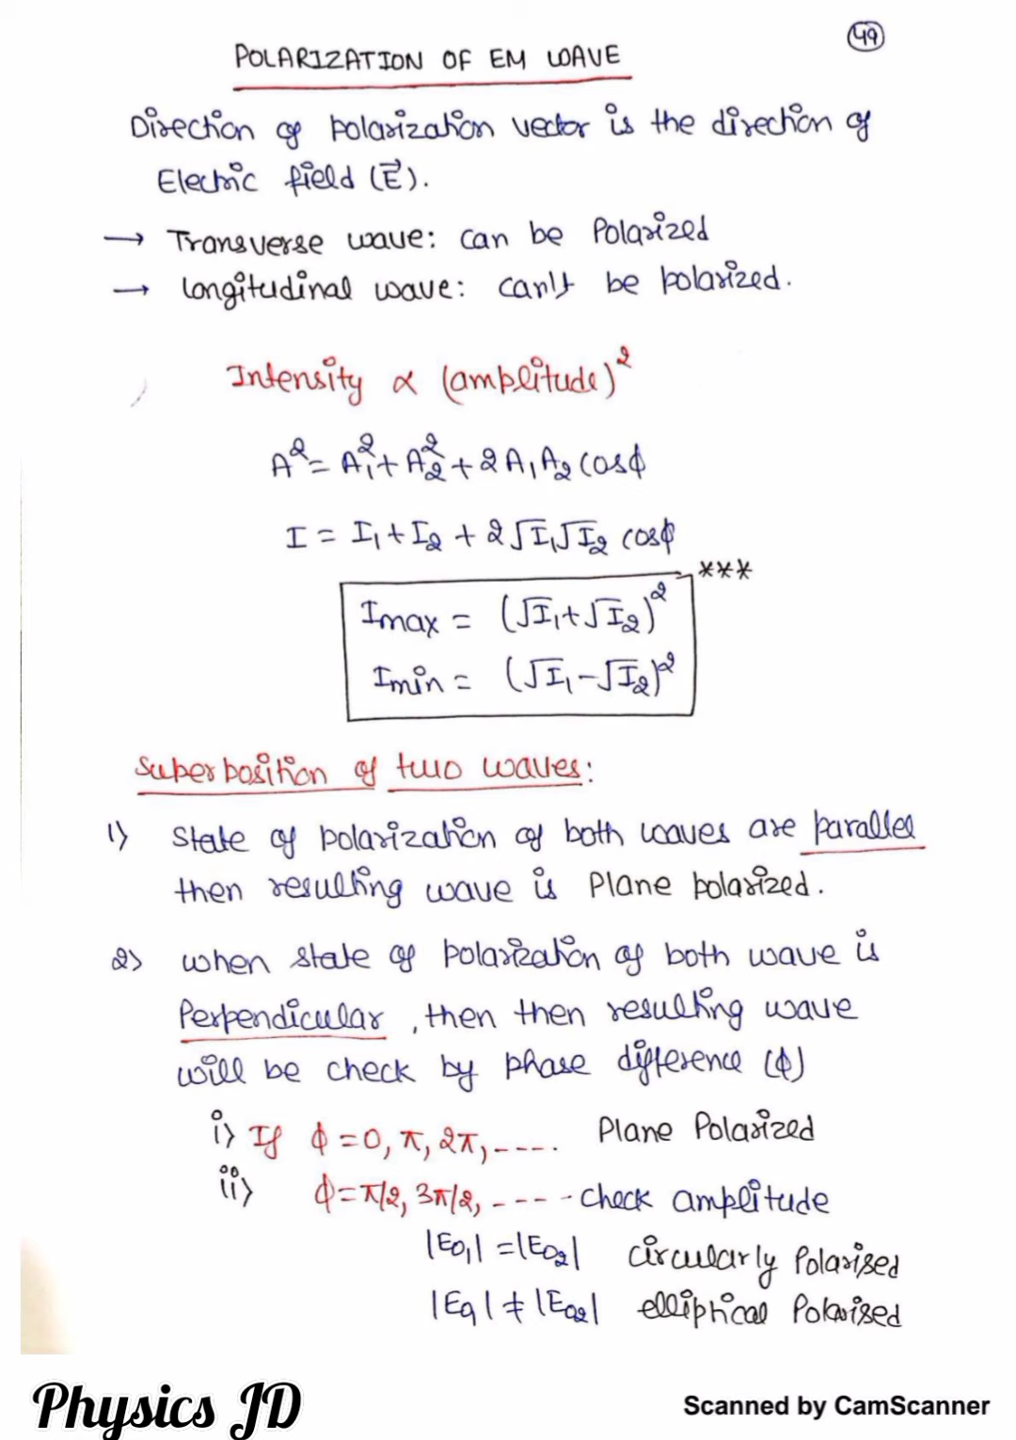 49
POLARIZATION OF EM WAVE
Direction of polarization vector is the direction of
Electric field (E⃗).
→ Transverse wave: can be Polarized
→ longitudinal wave: can't be polarized.
Intensity ∝ (amplitude)²
A² = A₁² + A₂² + 2A₁A₂ cosϕ
I = I₁ + I₂ + 2√I₁√I₂ cosϕ
***
Imax = (√I₁+√I₂)²
Imin = (√I₁-√I₂)²
Superposition of two waves:
1) State of polarization of both waves are parallel
then resulting wave is Plane polarized.
2) when state of polarization of both wave is
Perpendicular, then then resulting wave
will be check by phase difference (ϕ)
i) If ϕ = 0, π, 2π, ---- . Plane Polarized
ii) ϕ = π/2, 3π/2, ---- check amplitude
|E₀₁| = |E₀₂| circularly Polarised
|E₀₁| ≠ |E₀₂| elliptical Polarised
Physics JD
Scanned by CamScanner